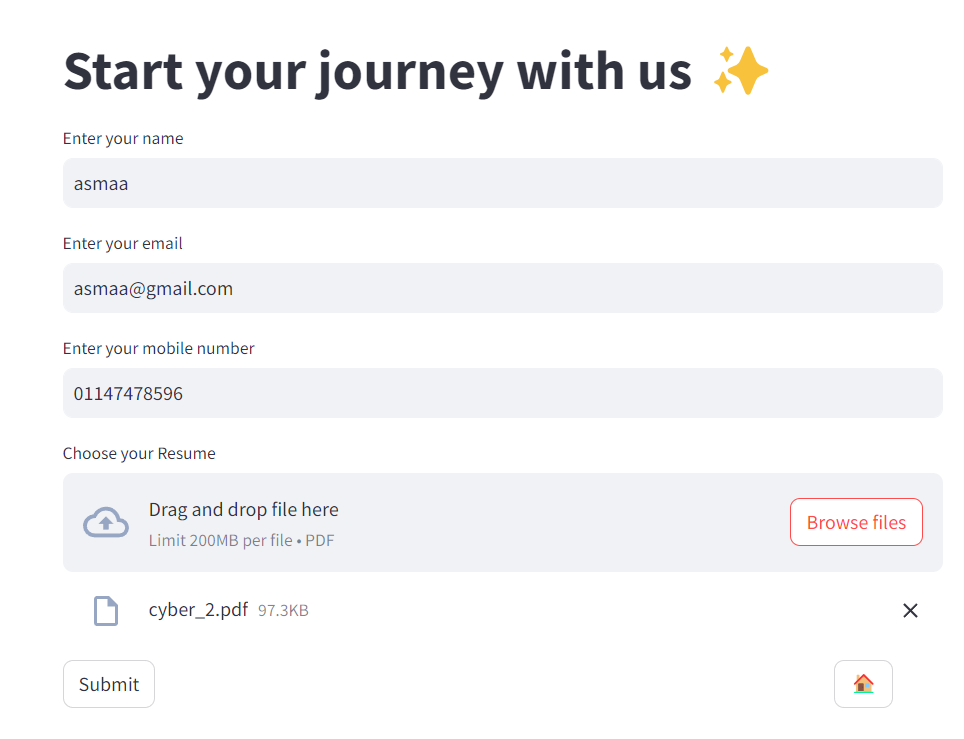 Start your journey with us ✨
Enter your name
asmaa
Enter your email
asmaa@gmail.com
Enter your mobile number
01147478596
Choose your Resume
Drag and drop file here
Limit 200MB per file • PDF
Browse files
cyber_2.pdf 97.3KB
Submit